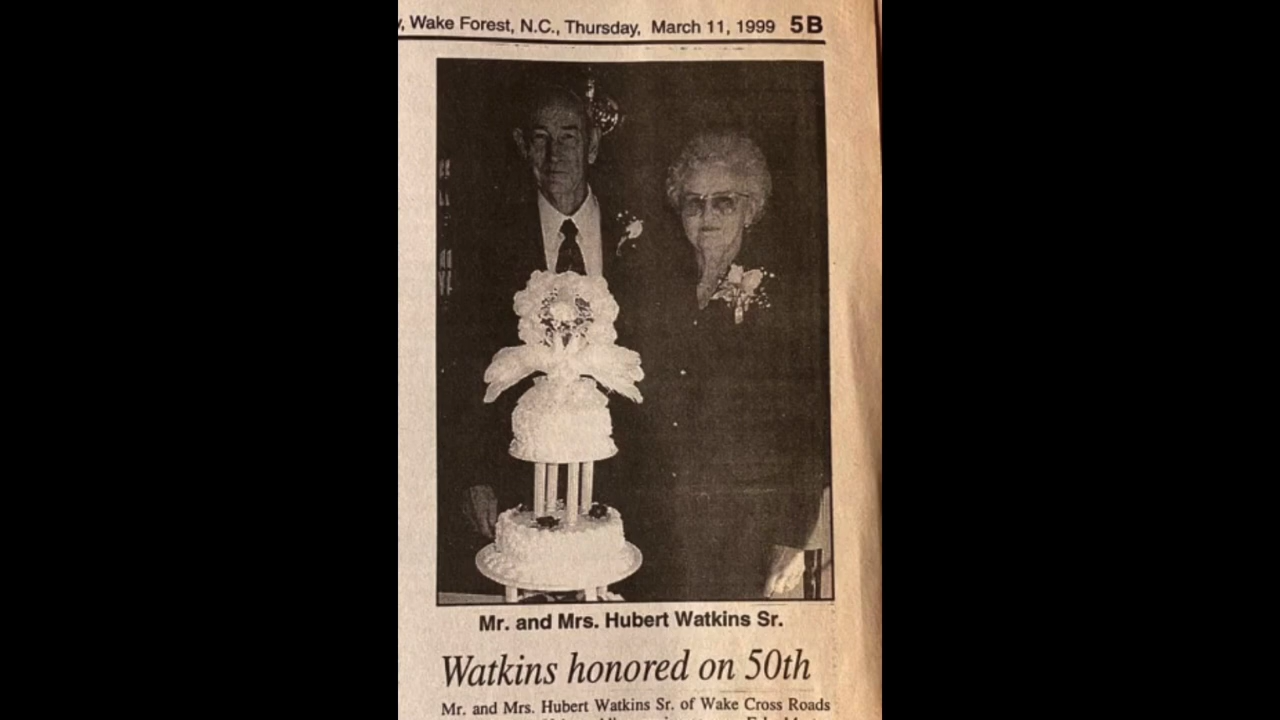 , Wake Forest, N.C., Thursday, March 11, 1999 5B
Mr. and Mrs. Hubert Watkins Sr.
Watkins honored on 50th
Mr. and Mrs. Hubert Watkins Sr. of Wake Cross Roads